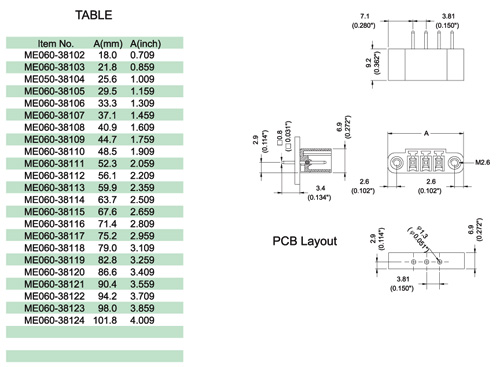 TABLE
Item No. A(mm) A(inch)
ME060-38102 18.0 0.709
ME060-38103 21.8 0.859
ME050-38104 25.6 1.009
ME060-38105 29.5 1.159
ME060-38106 33.3 1.309
ME060-38107 37.1 1.459
ME060-38108 40.9 1.609
ME060-38109 44.7 1.759
ME060-38110 48.5 1.909
ME060-38111 52.3 2.059
ME060-38112 56.1 2.209
ME060-38113 59.9 2.359
ME060-38114 63.7 2.509
ME060-38115 67.6 2.659
ME060-38116 71.4 2.809
ME060-38117 75.2 2.959
ME060-38118 79.0 3.109
ME060-38119 82.8 3.259
ME060-38120 86.6 3.409
ME060-38121 90.4 3.559
ME060-38122 94.2 3.709
ME060-38123 98.0 3.859
ME060-38124 101.8 4.009
7.1
(0.280")
3.81
(0.150")
9.2
(0.362")
2.9
(0.114")
□0.8
(□0.031")
6.9
(0.272")
3.4
(0.134")
A
M2.6
2.6
(0.102")
2.6
(0.102")
PCB Layout
2.9
(0.114")
φ1.3
(φ0.051")
6.9
(0.272")
3.81
(0.150")